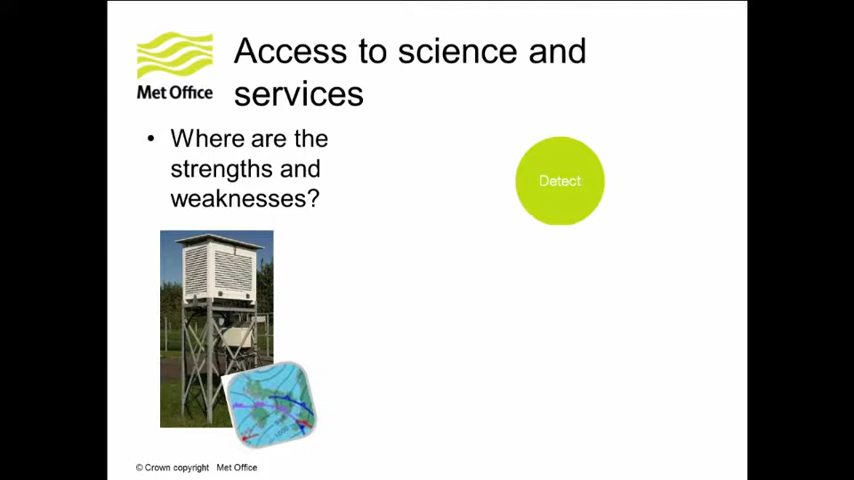 Access to science and
services
Met Office
• Where are the
strengths and
weaknesses?
Detect
© Crown copyright Met Office